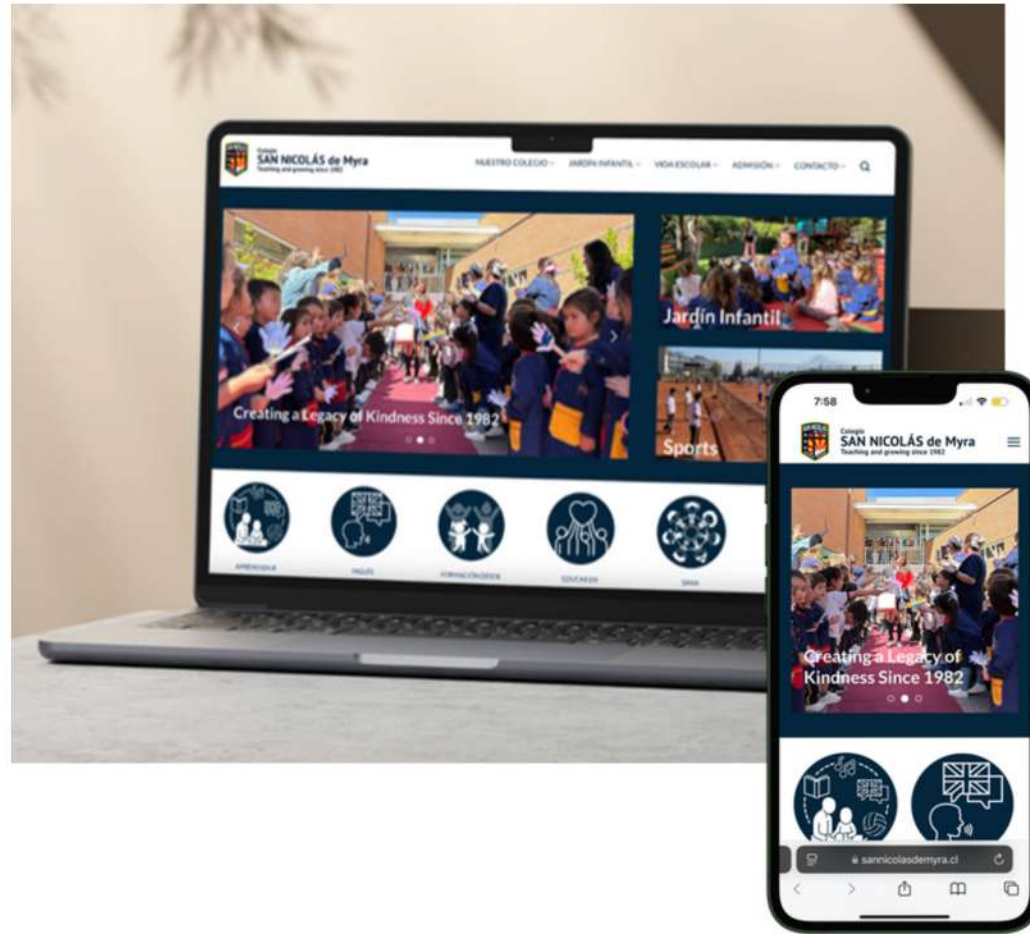 Colegio
SAN NICOLÁS de Myra
Teaching and growing since 1982
NUESTRO COLEGIO
JARDÍN INFANTIL
VIDA ESCOLAR
ADMISIÓN
CONTACTO
Creating a Legacy of Kindness Since 1982
Jardín Infantil
Sports
APRENDIZAJE
INGLÉS
FORMACIÓN
7:58
Colegio
SAN NICOLÁS de Myra
Teaching and growing since 1982
Creating a Legacy of
Kindness Since 1982
sannicolasdemyra.cl